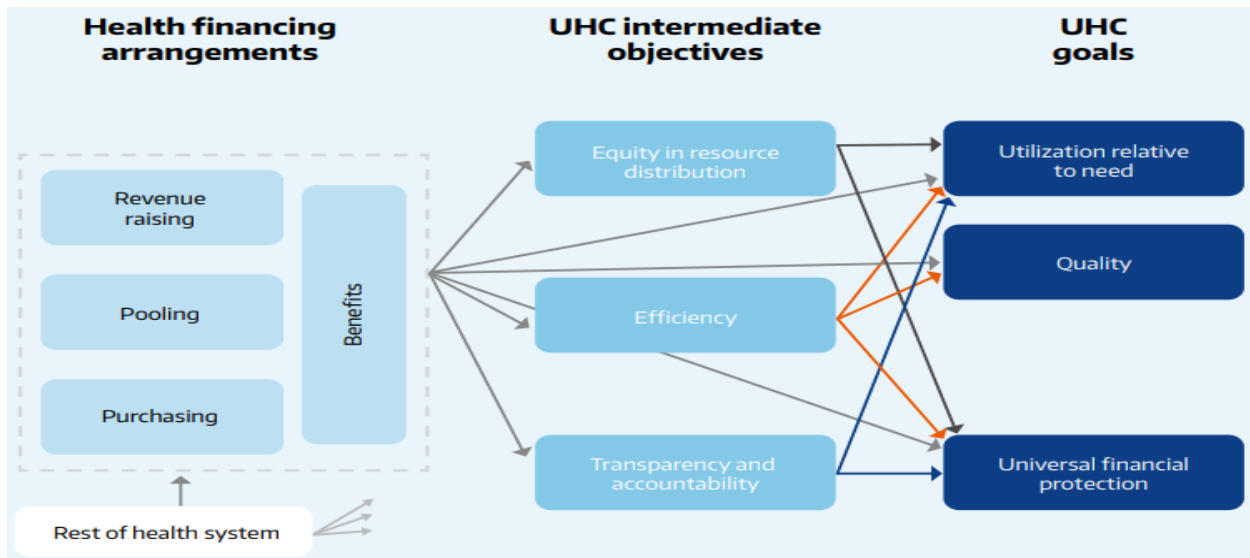 Health financing
arrangements
UHC intermediate
objectives
UHC
goals
Revenue
raising
Pooling
Purchasing
Benefits
Rest of health system
Equity in resource
distribution
Efficiency
Transparency and
accountability
Utilization relative
to need
Quality
Universal financial
protection